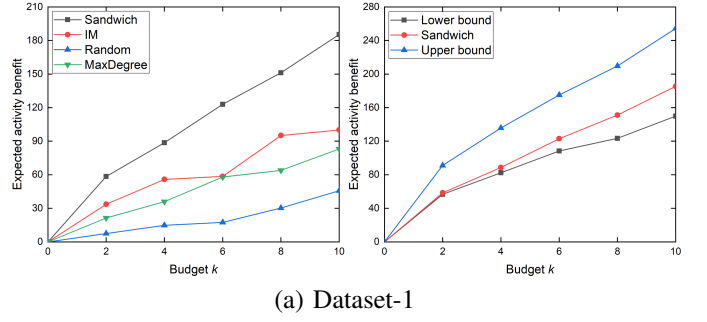 210
180
150
120
90
60
30
0
Expected activity benefit
Sandwich
IM
Random
MaxDegree
0 2 4 6 8 10
Budget k
280
240
200
160
120
80
40
0
Expected activity benefit
Lower bound
Sandwich
Upper bound
0 2 4 6 8 10
Budget k
(a) Dataset-1